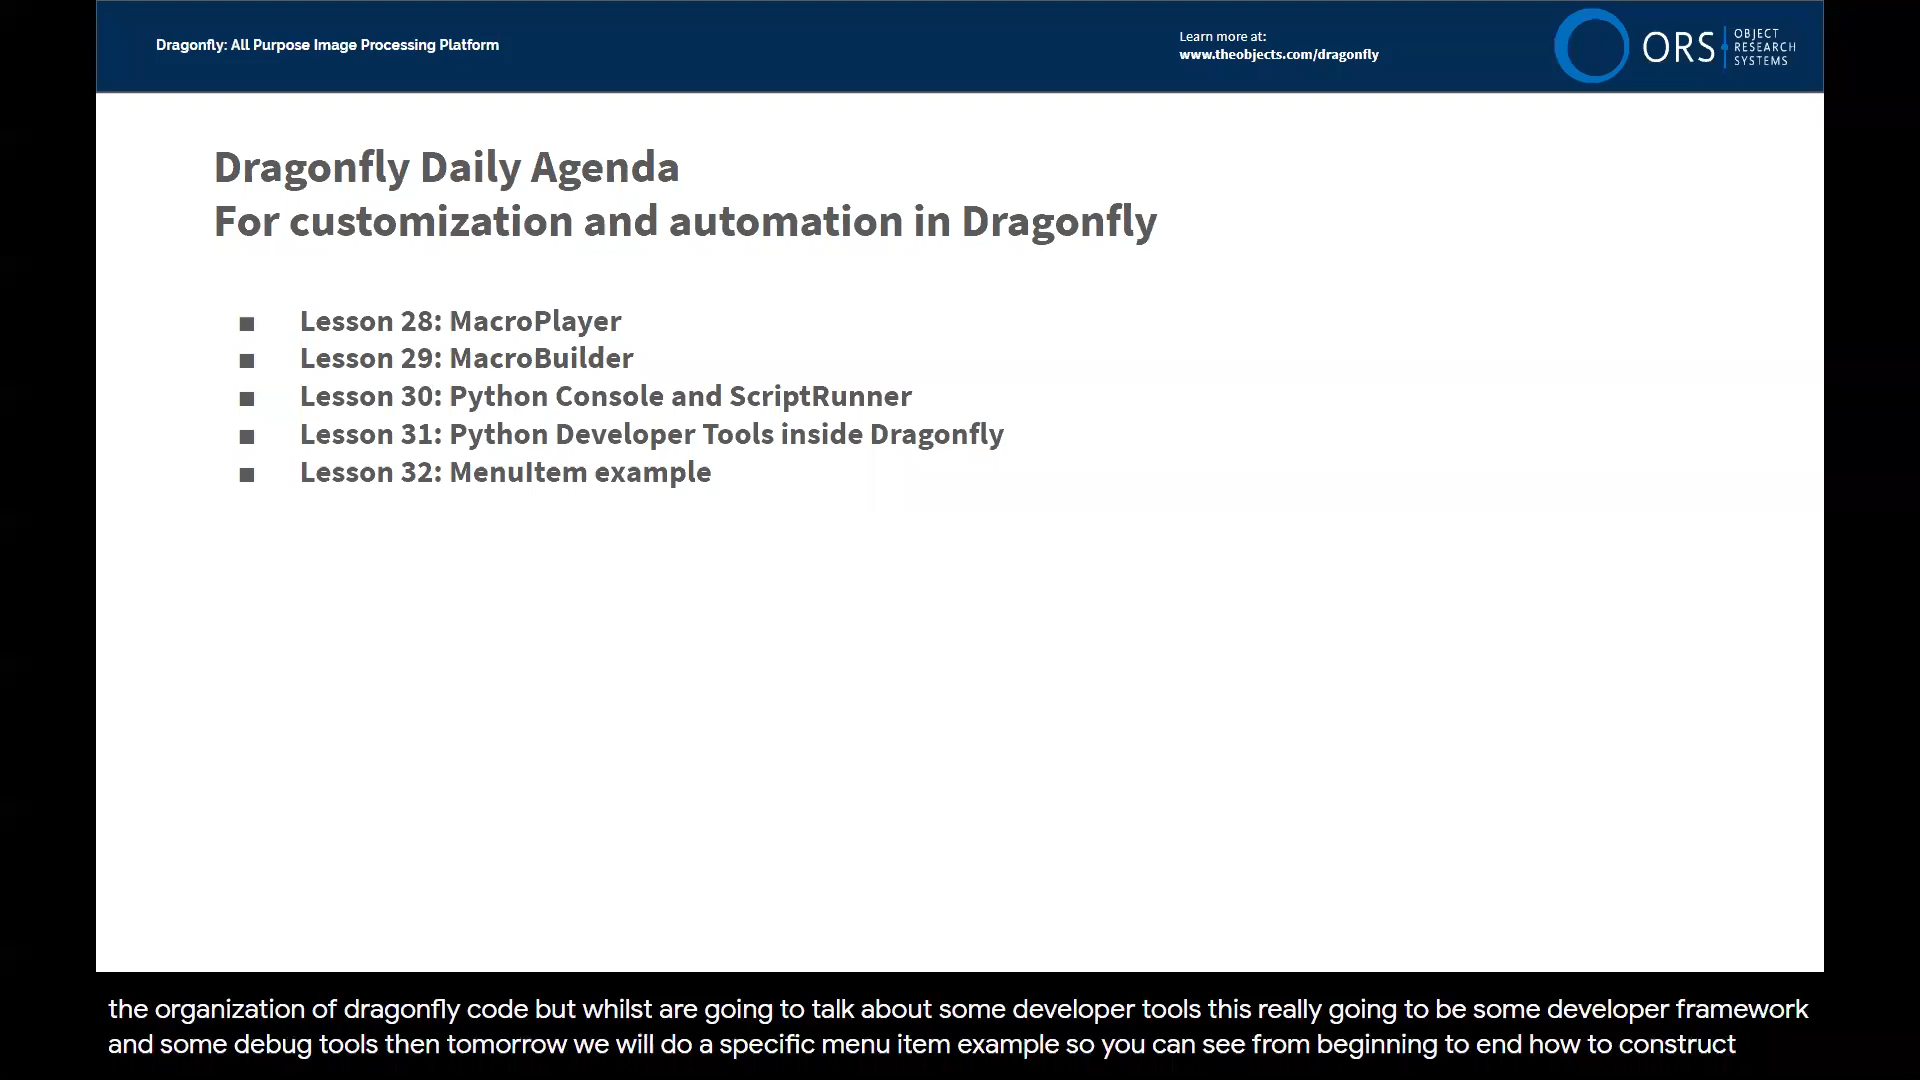 Dragonfly: All Purpose Image Processing Platform
Learn more at:
www.theobjects.com/dragonfly
ORS
OBJECT
RESEARCH
SYSTEMS
Dragonfly Daily Agenda
For customization and automation in Dragonfly
Lesson 28: MacroPlayer
Lesson 29: MacroBuilder
Lesson 30: Python Console and ScriptRunner
Lesson 31: Python Developer Tools inside Dragonfly
Lesson 32: MenuItem example
the organization of dragonfly code but whilst are going to talk about some developer tools this really going to be some developer framework
and some debug tools then tomorrow we will do a specific menu item example so you can see from beginning to end how to construct